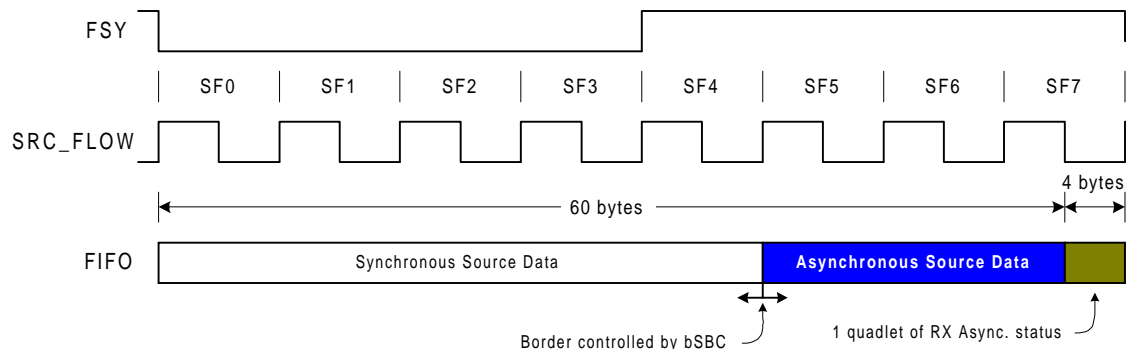 FSY
SF0 SF1 SF2 SF3 SF4 SF5 SF6 SF7
SRC_FLOW
4 bytes
60 bytes
FIFO Synchronous Source Data Asynchronous Source Data
Border controlled by bSBC
1 quadlet of RX Async. status